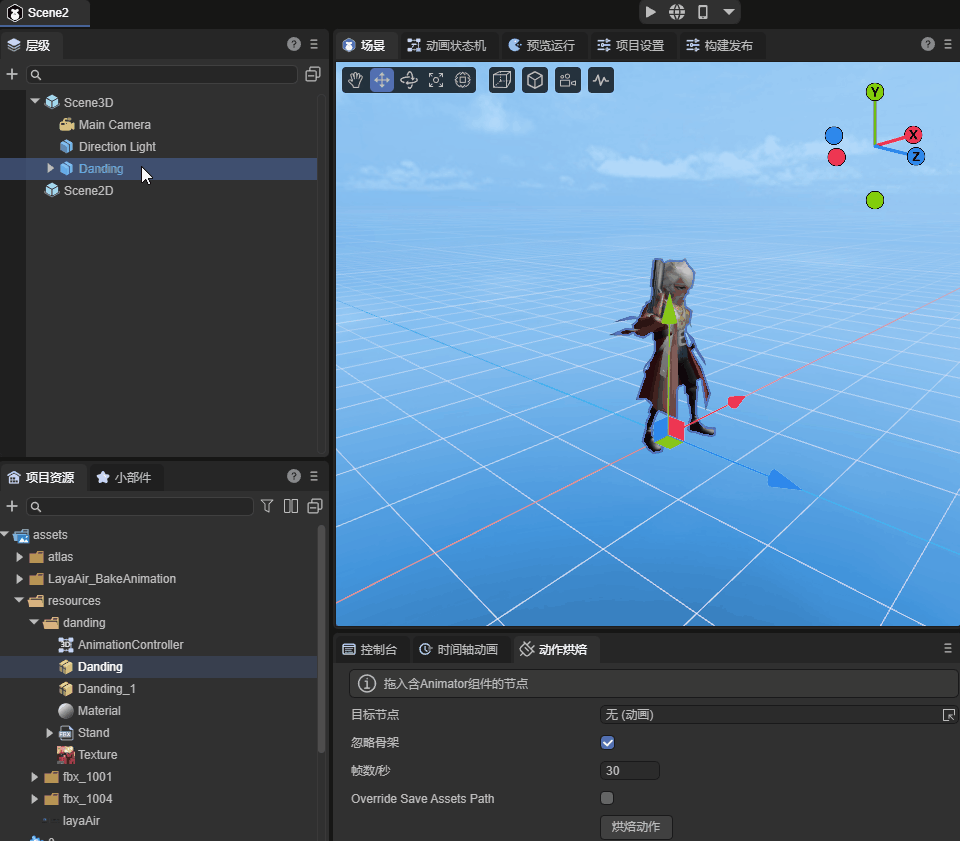 Scene2
层级
Scene3D
Main Camera
Direction Light
Danding
Scene2D
场景
动画状态机
预览运行
项目设置
构建发布
Y
X
Z
项目资源
小部件
assets
atlas
LayaAir_BakeAnimation
resources
danding
AnimationController
Danding
Danding_1
Material
Stand
Texture
fbx_1001
fbx_1004
layaAir
控制台
时间轴动画
动作烘焙
拖入含Animator组件的节点
目标节点
无 (动画)
忽略骨架
帧数/秒
30
Override Save Assets Path
烘焙动作